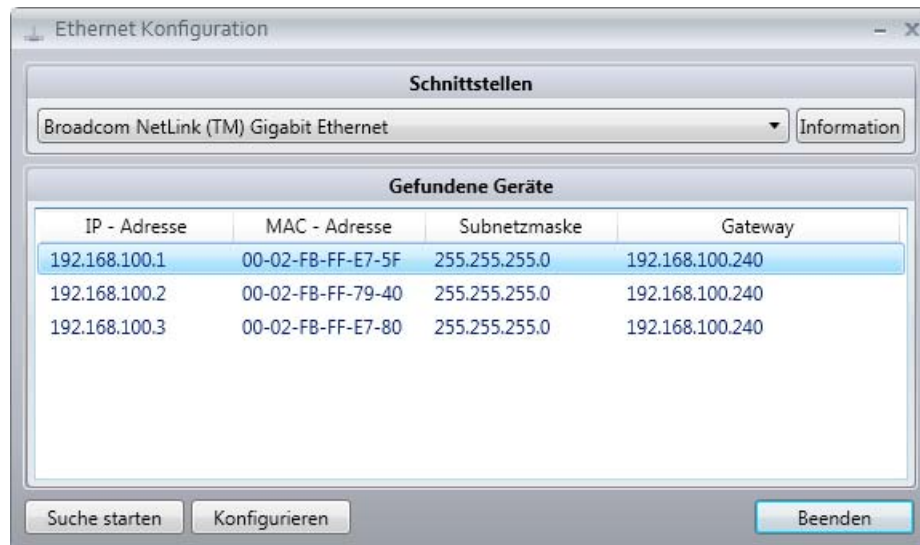 Ethernet Konfiguration
Schnittstellen
Broadcom NetLink (TM) Gigabit Ethernet Information
Gefundene Geräte
IP - Adresse MAC - Adresse Subnetzmaske Gateway
192.168.100.1 00-02-FB-FF-E7-5F 255.255.255.0 192.168.100.240
192.168.100.2 00-02-FB-FF-79-40 255.255.255.0 192.168.100.240
192.168.100.3 00-02-FB-FF-E7-80 255.255.255.0 192.168.100.240
Suche starten Konfigurieren Beenden